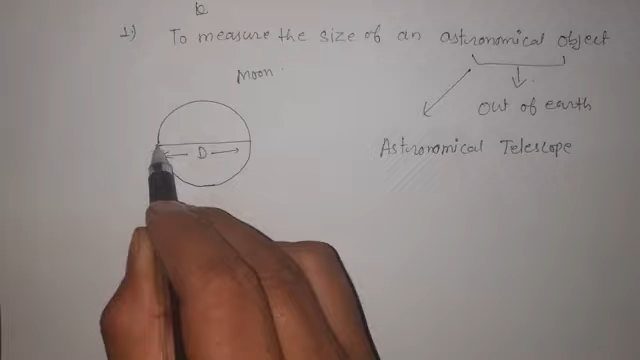 1.) To measure the size of an astronomical object
Moon
Out of earth
Astronomical Telescope
D